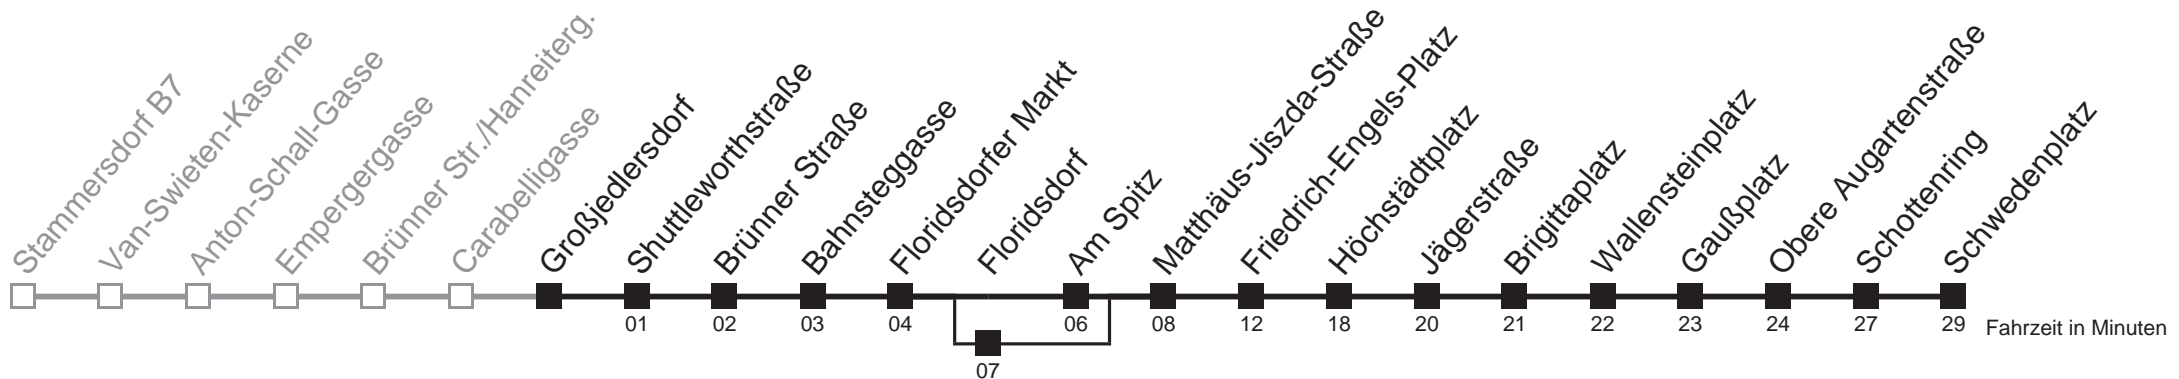 Stammersdorf B7
Van-Swieten-Kaserne
Anton-Schall-Gasse
Empergergasse
Brünner Str./Hanreiterg.
Carabelligasse
Großjedlersdorf
Shuttleworthstraße
Brünner Straße
Bahnsteggasse
Floridsdorfer Markt
Floridsdorf
Am Spitz
Matthäus-Jiszda-Straße
Friedrich-Engels-Platz
Höchstädtplatz
Jägerstraße
Brigittaplatz
Wallensteinplatz
Gaußplatz
Obere Augartenstraße
Schottenring
Schwedenplatz
01 02 03 04 06 08 12 18 20 21 22 23 24 27 29 Fahrzeit in Minuten
07